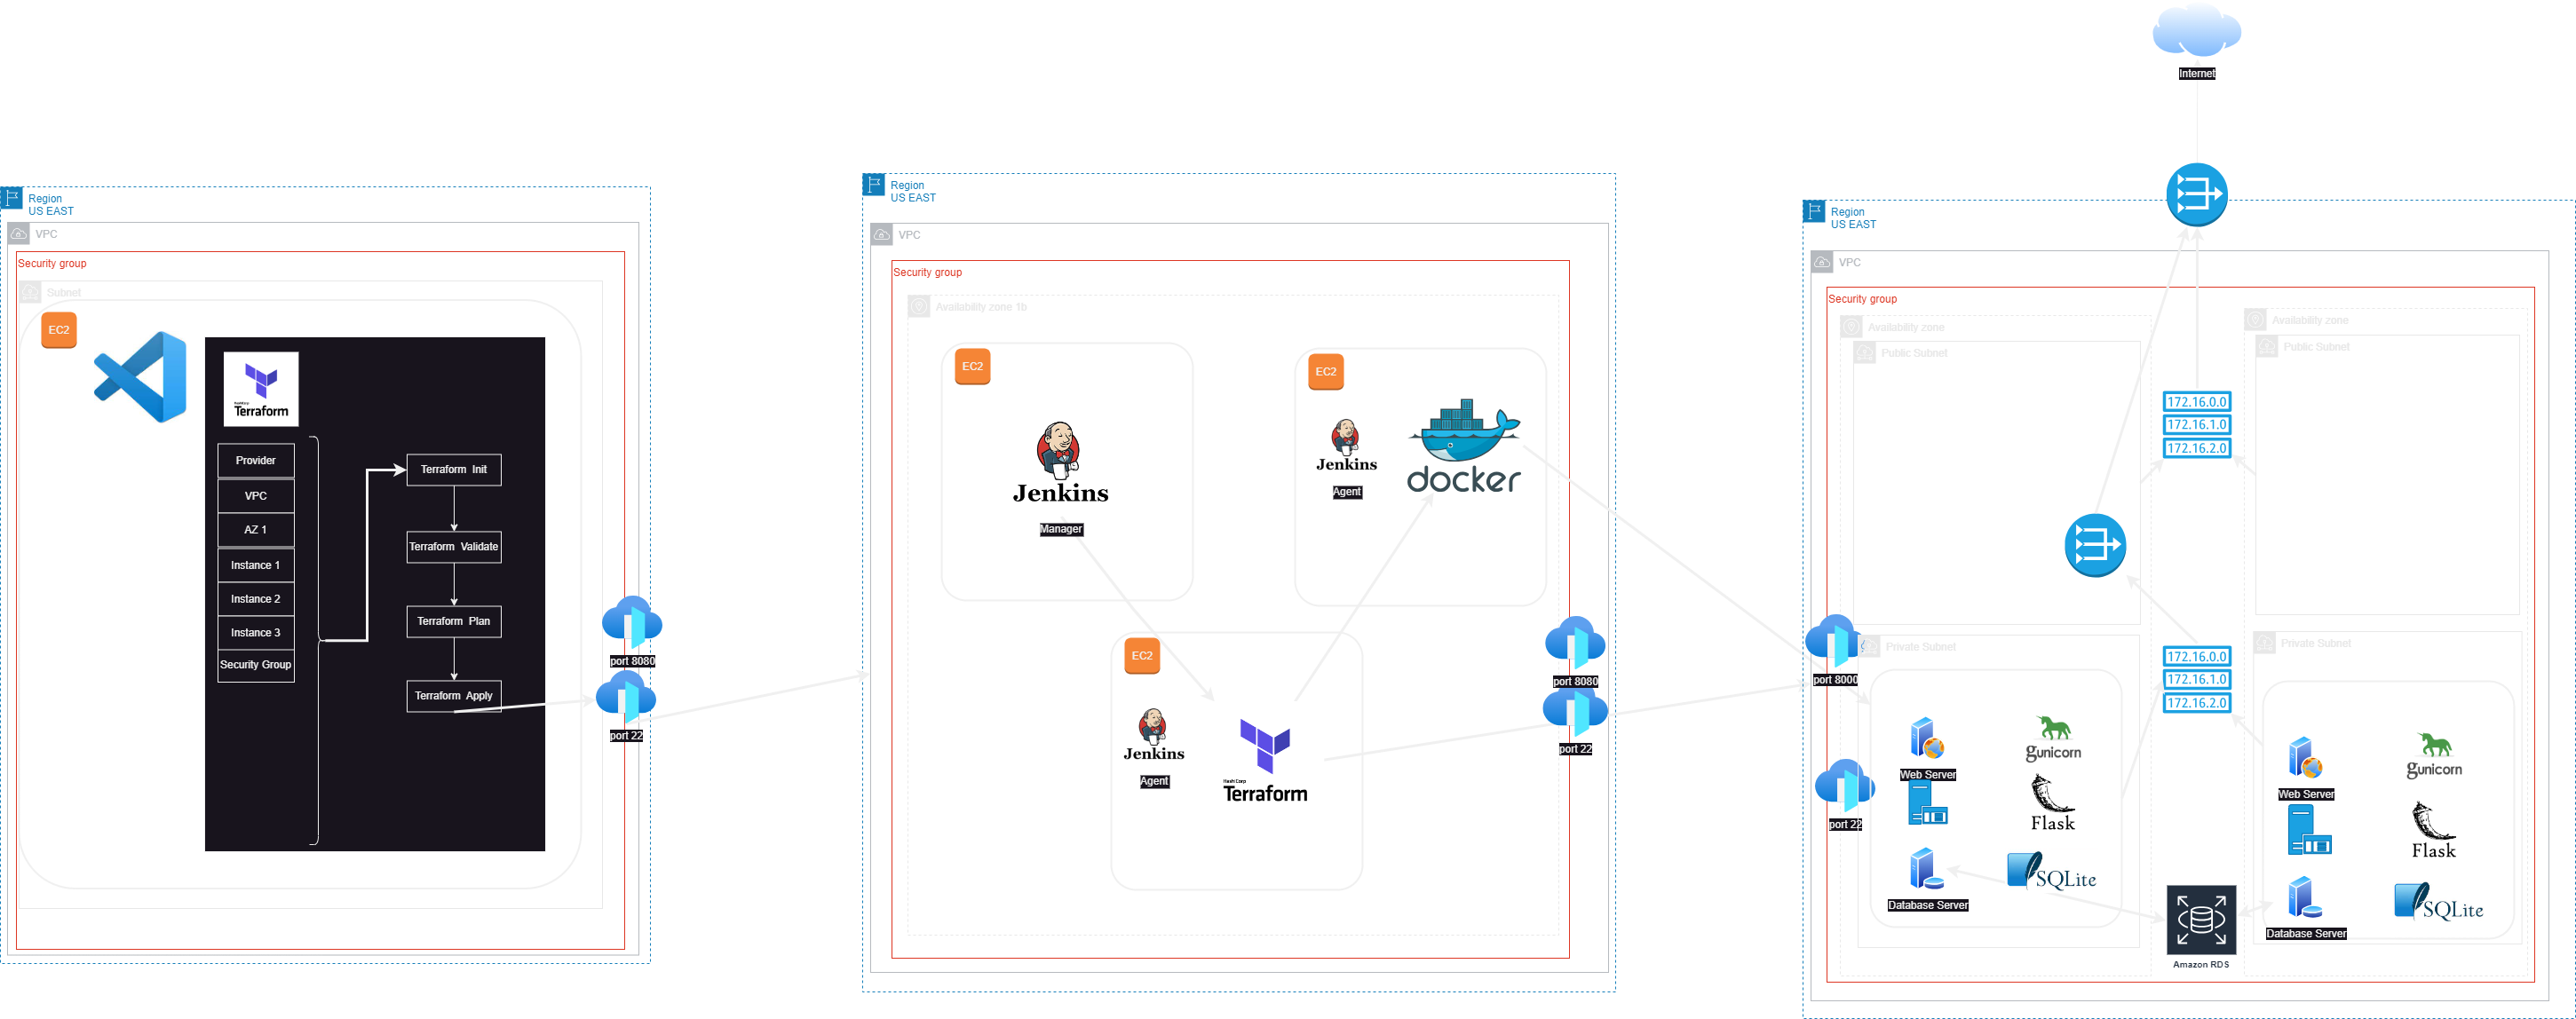 Internet
Region
US EAST
VPC
Security group
Subnet
EC2
HashiCorp
Terraform
Provider
VPC
AZ 1
Instance 1
Instance 2
Instance 3
Security Group
Terraform Init
Terraform Validate
Terraform Plan
Terraform Apply
port 8080
port 22
Region
US EAST
VPC
Security group
Availability zone 1b
EC2
Jenkins
Manager
EC2
Jenkins
Agent
docker
EC2
Jenkins
Agent
HashiCorp
Terraform
port 8080
port 22
Region
US EAST
VPC
Security group
Availability zone
Public Subnet
Availability zone
Public Subnet
172.16.0.0
172.16.1.0
172.16.2.0
port 8000
port 22
Private Subnet
Web Server
gunicorn
Flask
Database Server
SQLite
172.16.0.0
172.16.1.0
172.16.2.0
Amazon RDS
Private Subnet
Web Server
gunicorn
Flask
Database Server
SQLite